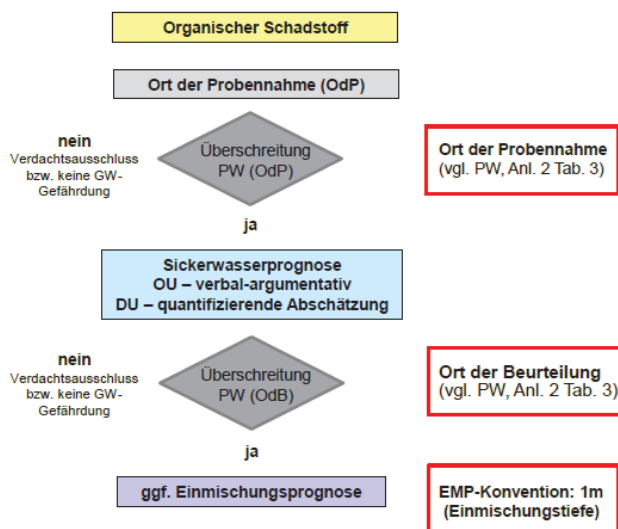 Organischer Schadstoff
Ort der Probennahme (OdP)
nein
Verdachtsausschluss
bzw. keine GW-
Gefährdung
Überschreitung
PW (OdP)
Ort der Probennahme
(vgl. PW, Anl. 2 Tab. 3)
ja
Sickerwasserprognose
OU – verbal-argumentativ
DU – quantifizierende Abschätzung
nein
Verdachtsausschluss
bzw. keine GW-
Gefährdung
Überschreitung
PW (OdB)
Ort der Beurteilung
(vgl. PW, Anl. 2 Tab. 3)
ja
ggf. Einmischungsprognose
EMP-Konvention: 1m
(Einmischungstiefe)